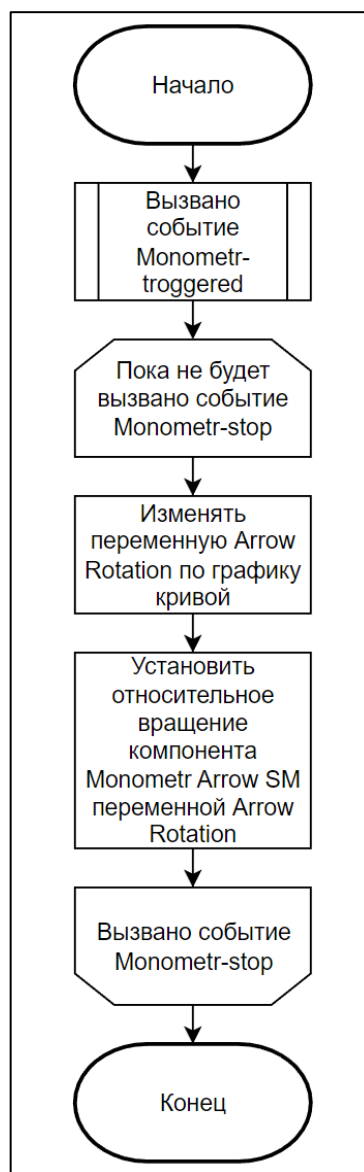 Начало
Вызвано
событие
Monometr-
troggered
Пока не будет
вызвано событие
Monometr-stop
Изменять
переменную Arrow
Rotation по графику
кривой
Установить
относительное
вращение
компонента
Monometr Arrow SM
переменной Arrow
Rotation
Вызвано событие
Monometr-stop
Конец